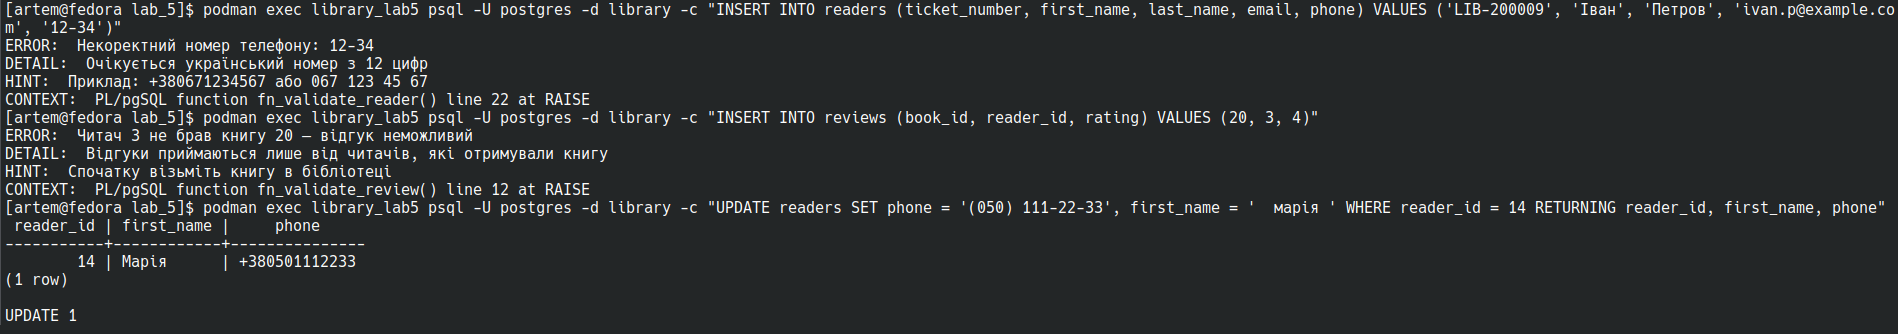 [artem@fedora lab_5]$ podman exec library_lab5 psql -U postgres -d library -c "INSERT INTO readers (ticket_number, first_name, last_name, email, phone) VALUES ('LIB-200009', 'Іван', 'Петров', 'ivan.p@example.co
m', '12-34')"
ERROR:  Некоректний номер телефону: 12-34
DETAIL:  Очікується український номер з 12 цифр
HINT:  Приклад: +380671234567 або 067 123 45 67
CONTEXT:  PL/pgSQL function fn_validate_reader() line 22 at RAISE
[artem@fedora lab_5]$ podman exec library_lab5 psql -U postgres -d library -c "INSERT INTO reviews (book_id, reader_id, rating) VALUES (20, 3, 4)"
ERROR:  Читач 3 не брав книгу 20 — відгук неможливий
DETAIL:  Відгуки приймаються лише від читачів, які отримували книгу
HINT:  Спочатку візьміть книгу в бібліотеці
CONTEXT:  PL/pgSQL function fn_validate_review() line 12 at RAISE
[artem@fedora lab_5]$ podman exec library_lab5 psql -U postgres -d library -c "UPDATE readers SET phone = '(050) 111-22-33', first_name = '  марія ' WHERE reader_id = 14 RETURNING reader_id, first_name, phone"
 reader_id | first_name |     phone
-----------+------------+---------------
        14 | Марія      | +380501112233
(1 row)

UPDATE 1